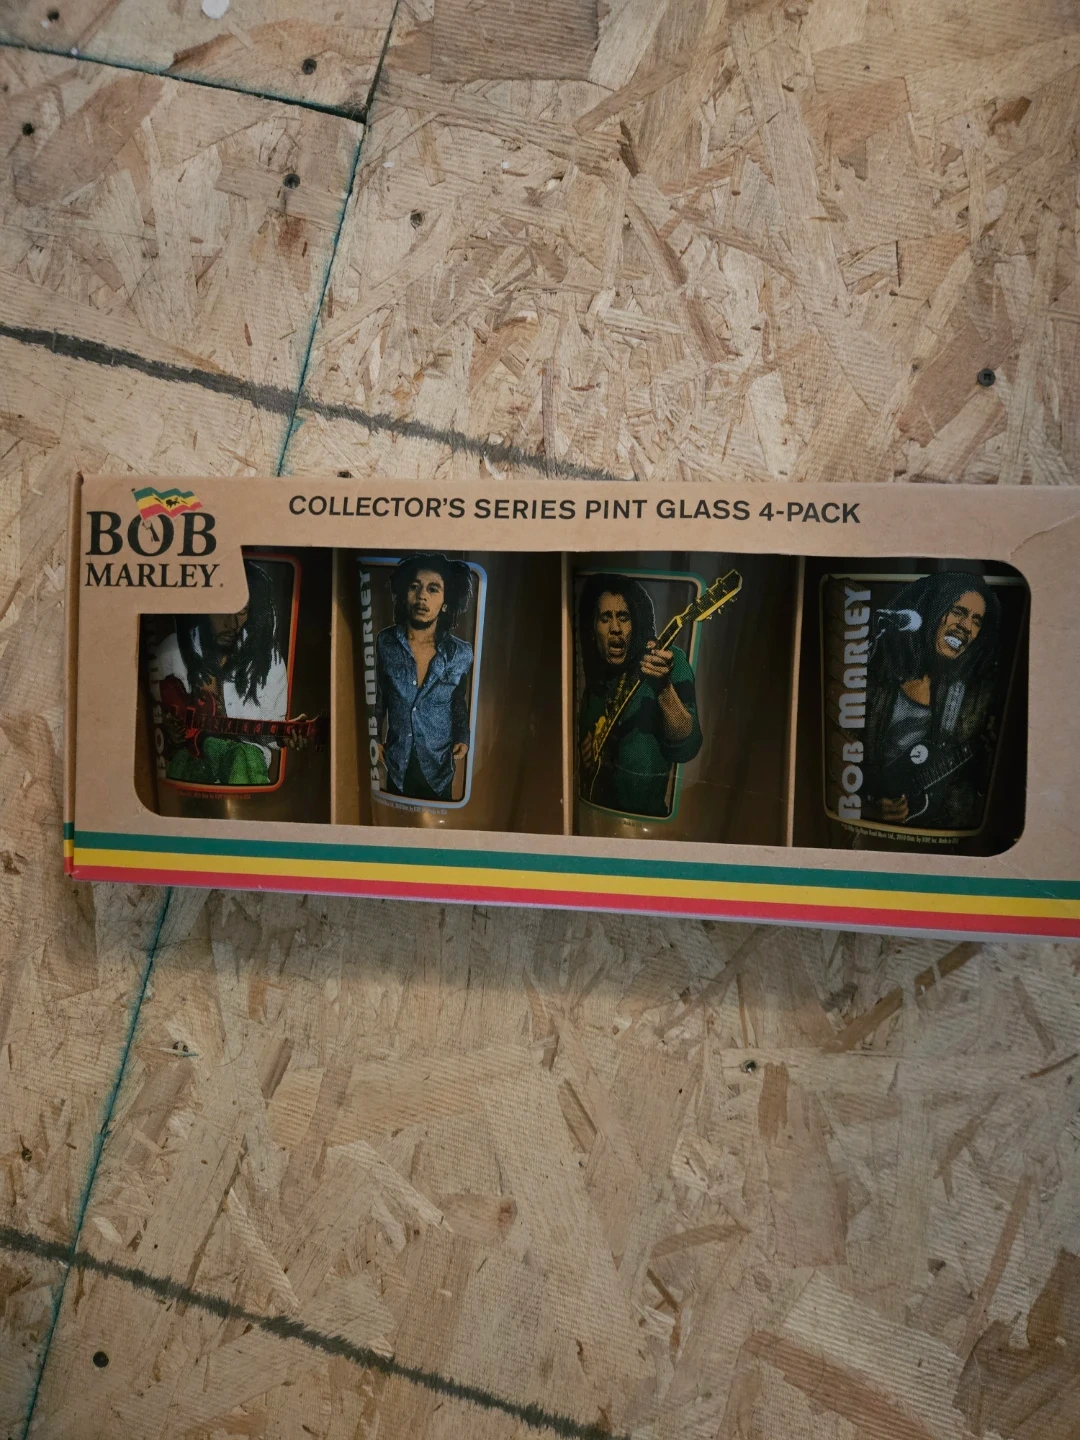 COLLECTOR'S SERIES PINT GLASS 4-PACK
BOB
MARLEY.
BOB MARLEY
BOB MARLEY